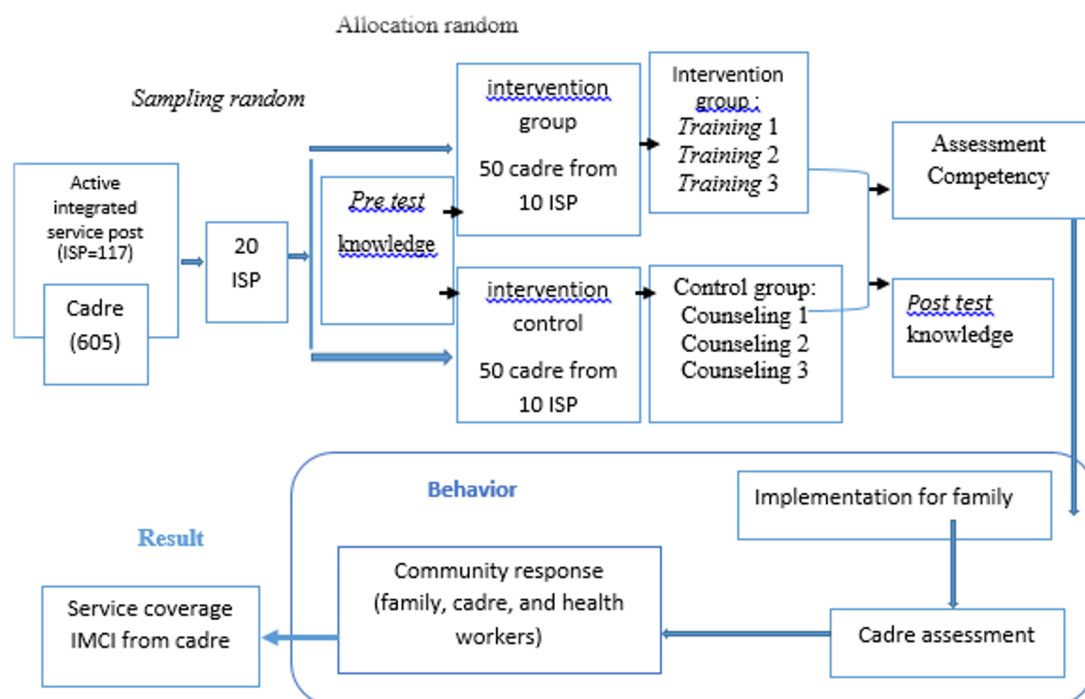 Allocation random
Sampling random
Active
integrated
service post
(ISP=117)
Cadre
(605)
20
ISP
Pre test
knowledge
intervention
group
50 cadre from
10 ISP
intervention
control
50 cadre from
10 ISP
Intervention
group :
Training 1
Training 2
Training 3
Control group:
Counseling 1
Counseling 2
Counseling 3
Assessment
Competency
Post test
knowledge
Behavior
Implementation for family
Cadre assessment
Community response
(family, cadre, and health
workers)
Result
Service coverage
IMCI from cadre